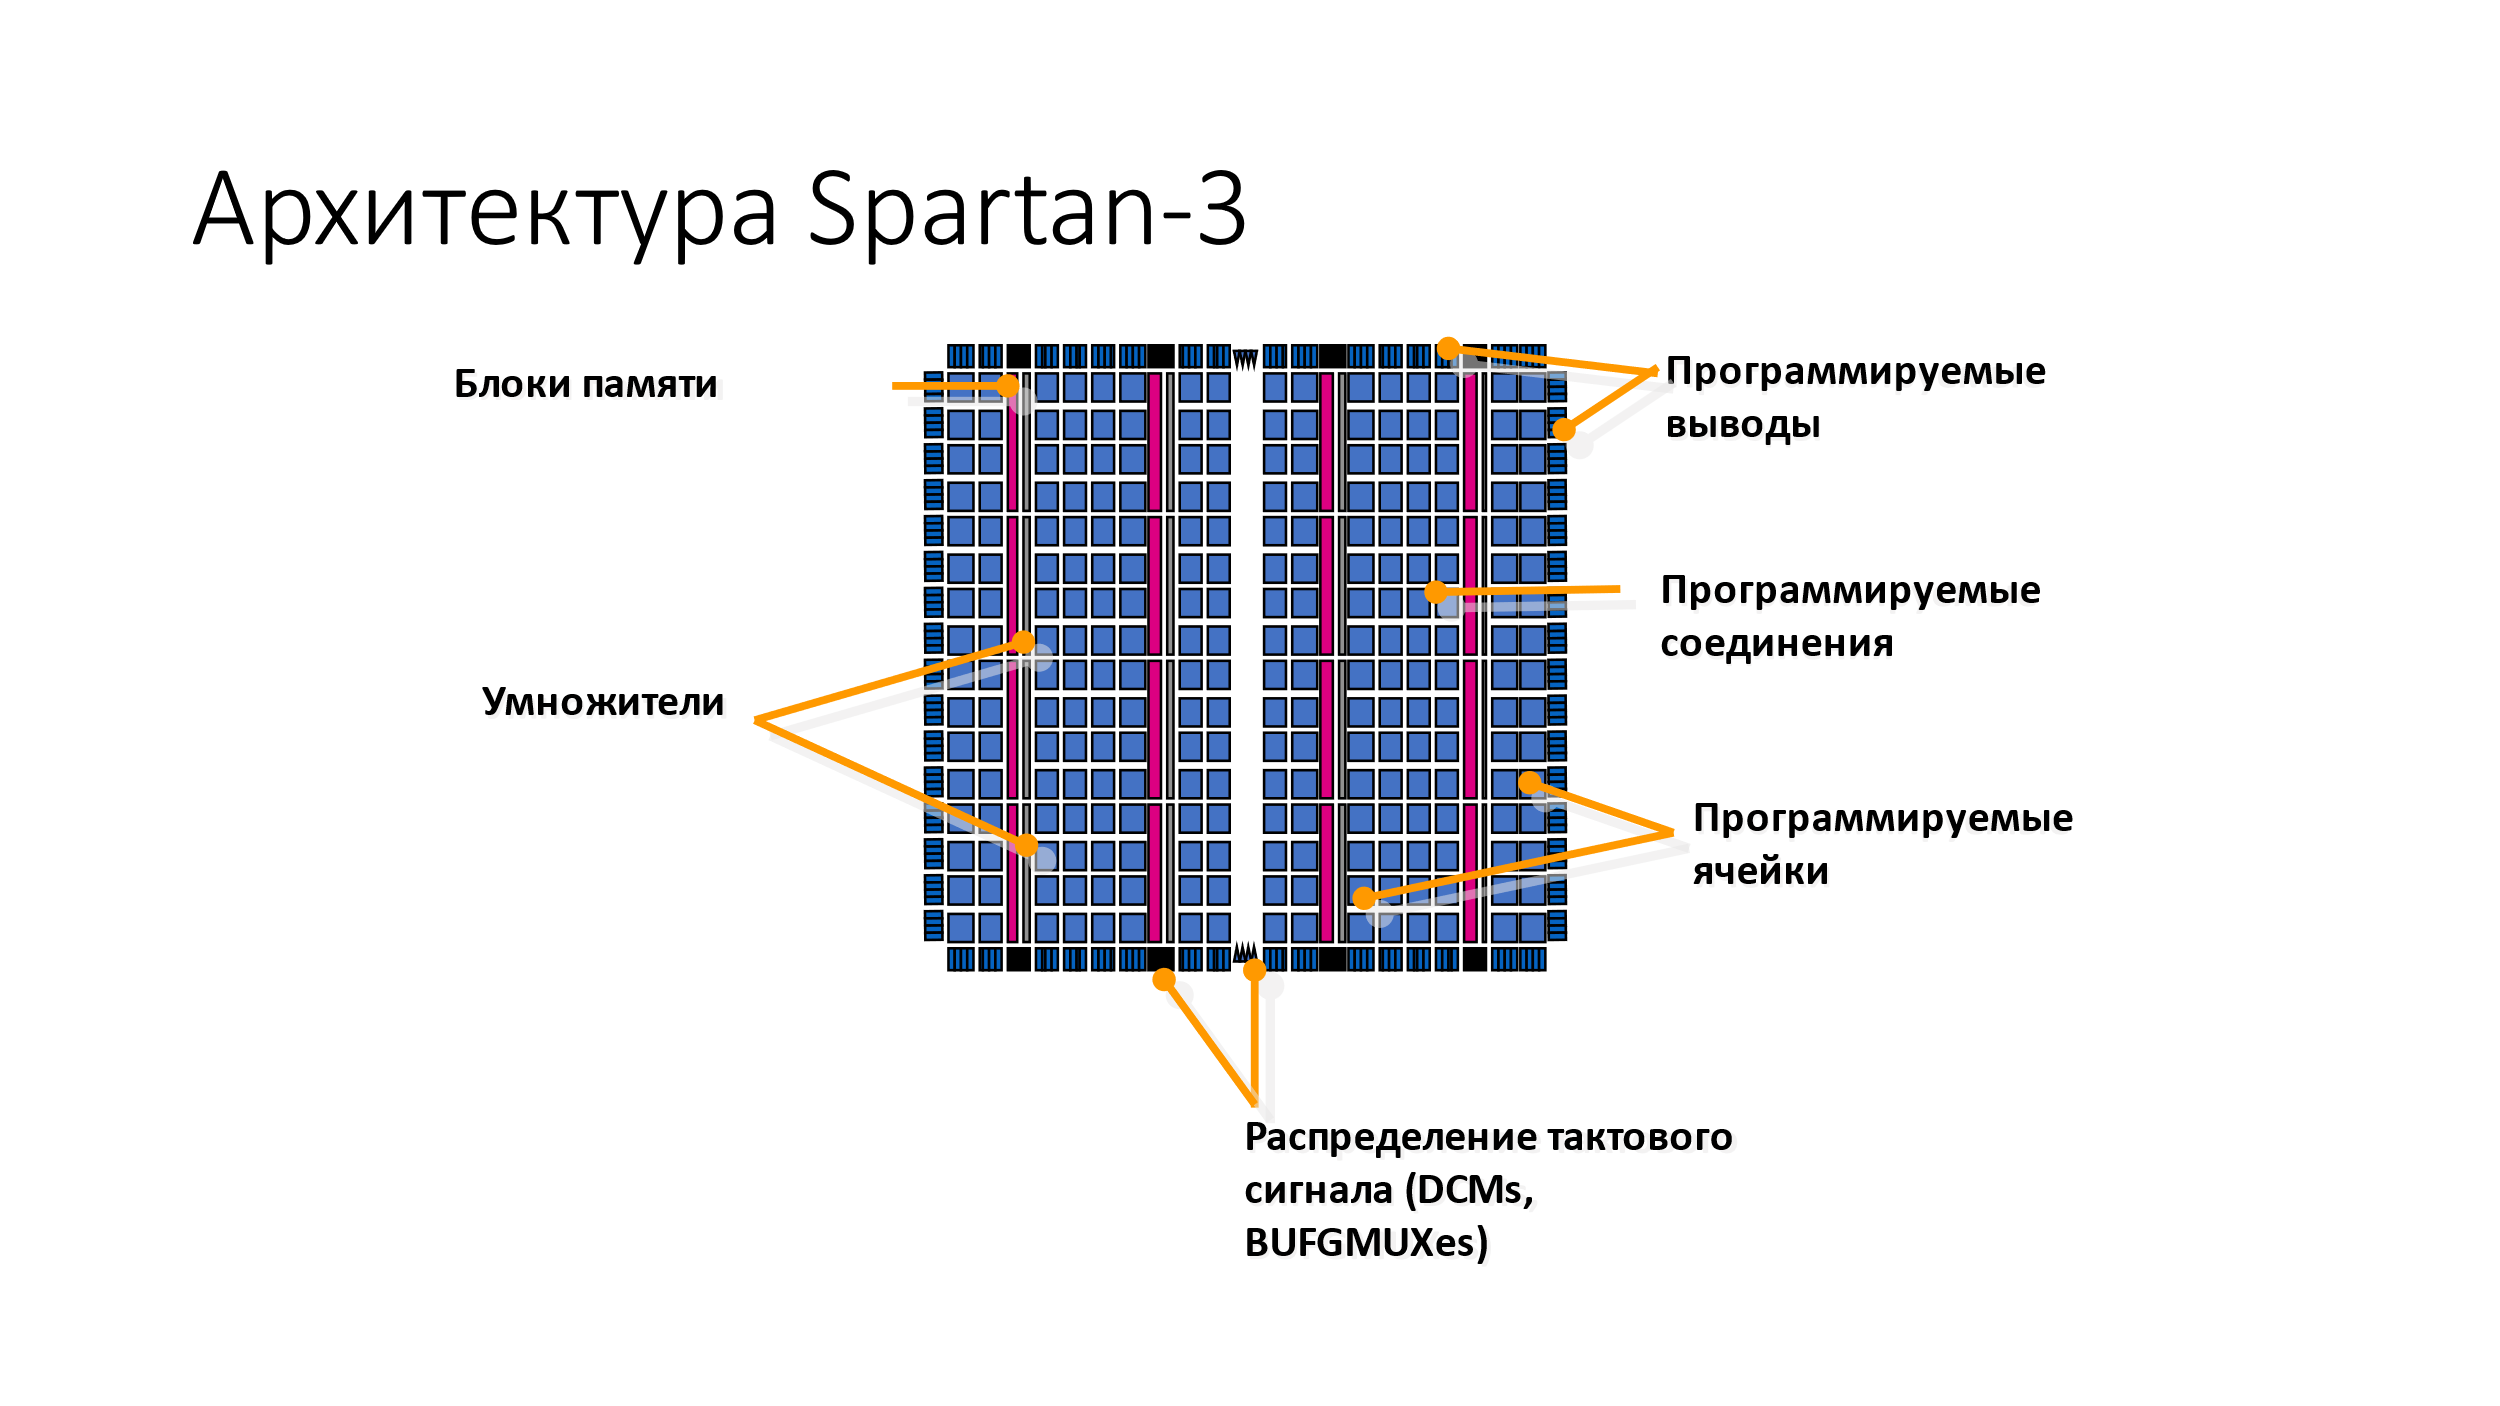 Архитектура Spartan-3
Блоки памяти
Программируемые
выводы
Программируемые
соединения
Умножители
Программируемые
ячейки
Распределение тактового
сигнала (DCMs,
BUFGMUXes)